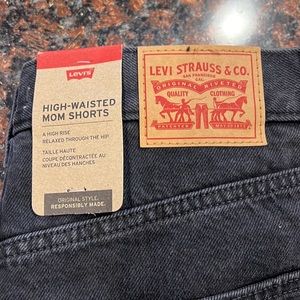 Levi's
HIGH-WAISTED
MOM SHORTS
A HIGH RISE
RELAXED THROUGH THE HIP
TAILLE HAUTE
COUPE DÉCONTRACTÉE AU
NIVEAU DES HANCHES
ORIGINAL STYLE.
RESPONSIBLY MADE.
LEVI STRAUSS & CO.
SAN FRANCISCO
CAL.
ORIGINAL RIVETED
QUALITY CLOTHING